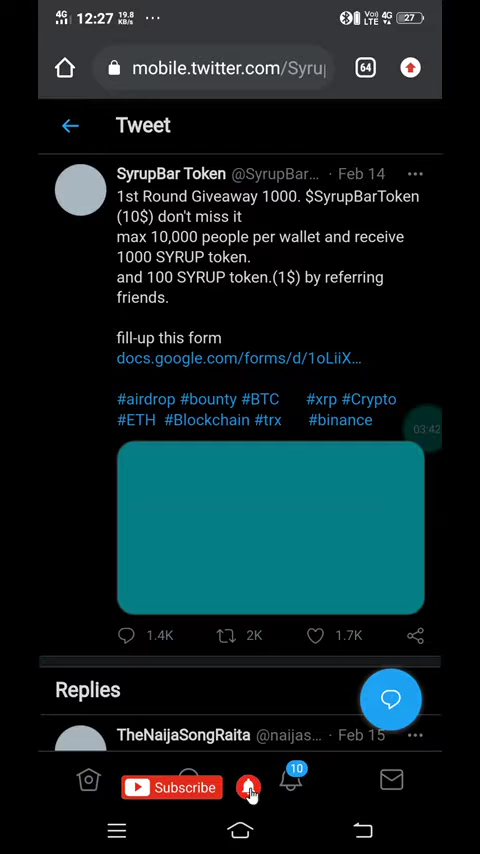 4G 12:27 19.8 KB/s ... Vo) LTE 4G 27
mobile.twitter.com/Syru 64
Tweet
SyrupBar Token @SyrupBar... · Feb 14
1st Round Giveaway 1000. $SyrupBarToken
(10$) don't miss it
max 10,000 people per wallet and receive
1000 SYRUP token.
and 100 SYRUP token.(1$) by referring
friends.
fill-up this form
docs.google.com/forms/d/1oLiiX...
#airdrop #bounty #BTC #xrp #Crypto
#ETH #Blockchain #trx #binance
03:42
1.4K 2K 1.7K
Replies
TheNaijaSongRaita @naijas... · Feb 15
10
Subscribe